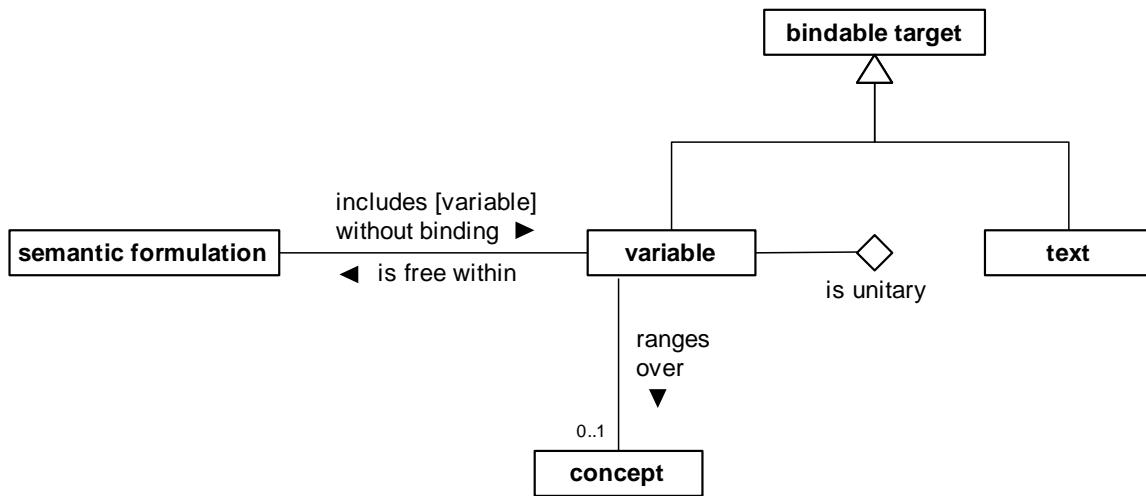 bindable target
includes [variable]
without binding ►
semantic formulation
variable
text
◄ is free within
is unitary
ranges
over
▼
0..1
concept